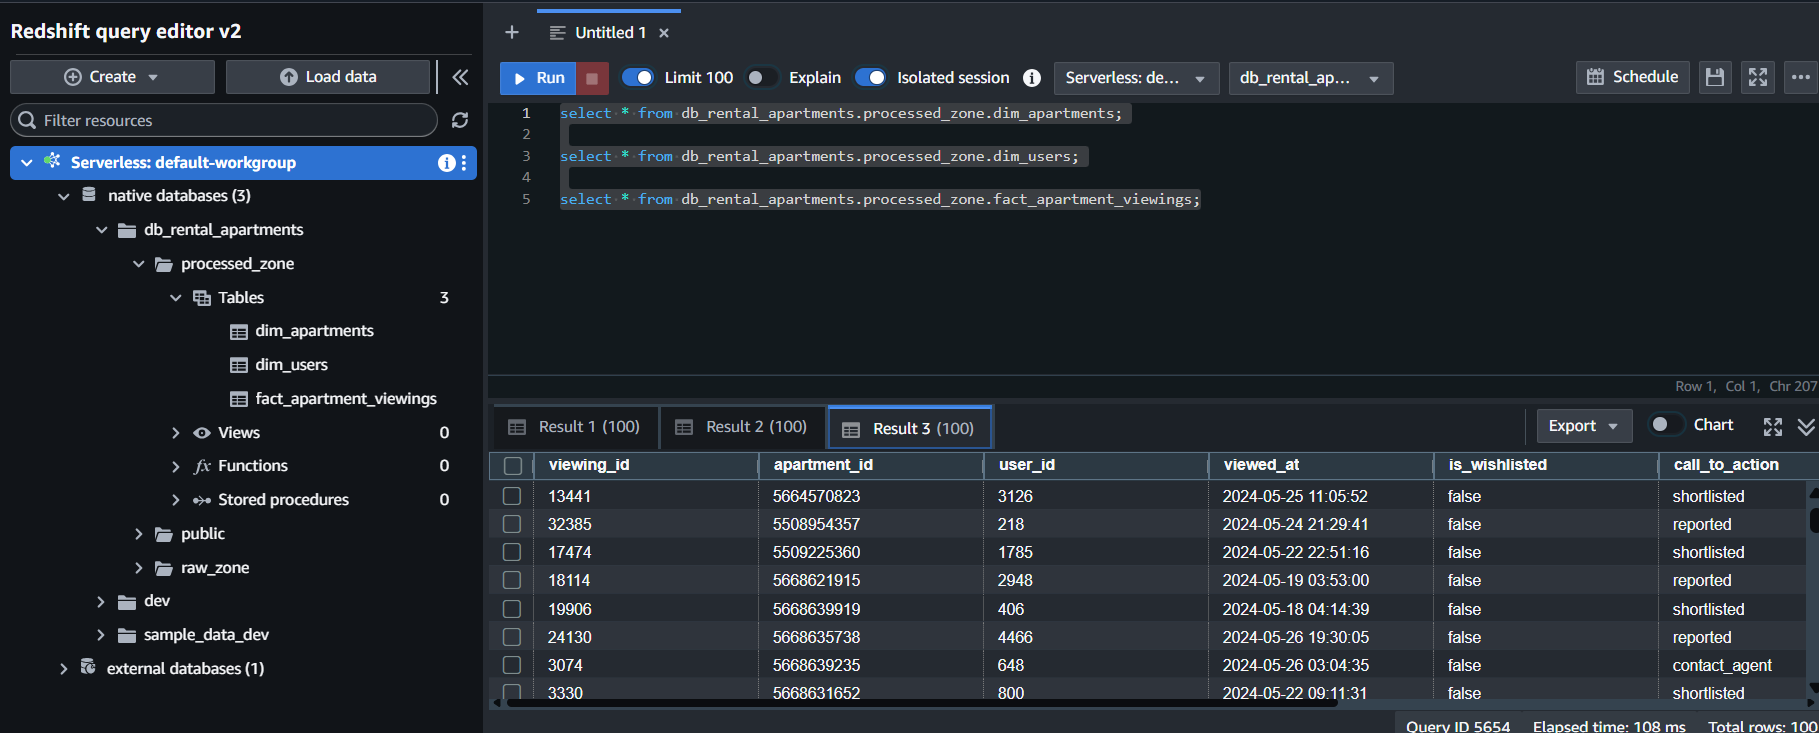 Redshift query editor v2
Create
Load data
Filter resources
Serverless: default-workgroup
native databases (3)
db_rental_apartments
processed_zone
Tables 3
dim_apartments
dim_users
fact_apartment_viewings
Views 0
fx Functions 0
Stored procedures 0
public
raw_zone
dev
sample_data_dev
external databases (1)
+ Untitled 1 ×
Run Limit 100 Explain Isolated session Serverless: de... db_rental_ap... Schedule
1 select * from db_rental_apartments.processed_zone.dim_apartments;
2
3 select * from db_rental_apartments.processed_zone.dim_users;
4
5 select * from db_rental_apartments.processed_zone.fact_apartment_viewings;
Row 1, Col 1, Chr 207
Result 1 (100) Result 2 (100) Result 3 (100) Export Chart
viewing_id apartment_id user_id viewed_at is_wishlisted call_to_action
13441 5664570823 3126 2024-05-25 11:05:52 false shortlisted
32385 5508954357 218 2024-05-24 21:29:41 false reported
17474 5509225360 1785 2024-05-22 22:51:16 false shortlisted
18114 5668621915 2948 2024-05-19 03:53:00 false reported
19906 5668639919 406 2024-05-18 04:14:39 false shortlisted
24130 5668635738 4466 2024-05-26 19:30:05 false reported
3074 5668639235 648 2024-05-26 03:04:35 false contact_agent
3330 5668631652 800 2024-05-22 09:11:31 false shortlisted
Query ID 5654 Elapsed time: 108 ms Total rows: 100